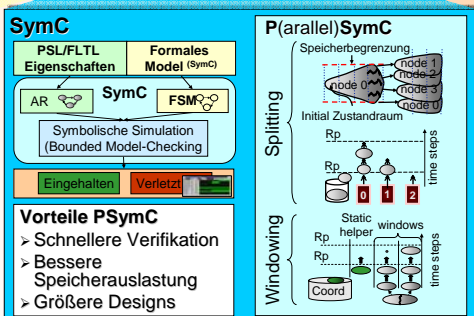 SymC
PSL/FLTL
Eigenschaften
Formales
Model (SymC)
SymC
AR
FSM
Symbolische Simulation
(Bounded Model-Checking
Eingehalten
Verletzt
Vorteile PSymC
➢ Schnellere Verifikation
➢ Bessere
Speicherauslastung
➢ Größere Designs
P(arallel)SymC
Speicherbegrenzung
node 1
node 2
node 0
node 3
node 0
Initial Zustandraum
Splitting
Rp
Rp
time steps
0 1 2
Windowing
Static
helper
windows
Rp
Rp
time steps
Coord